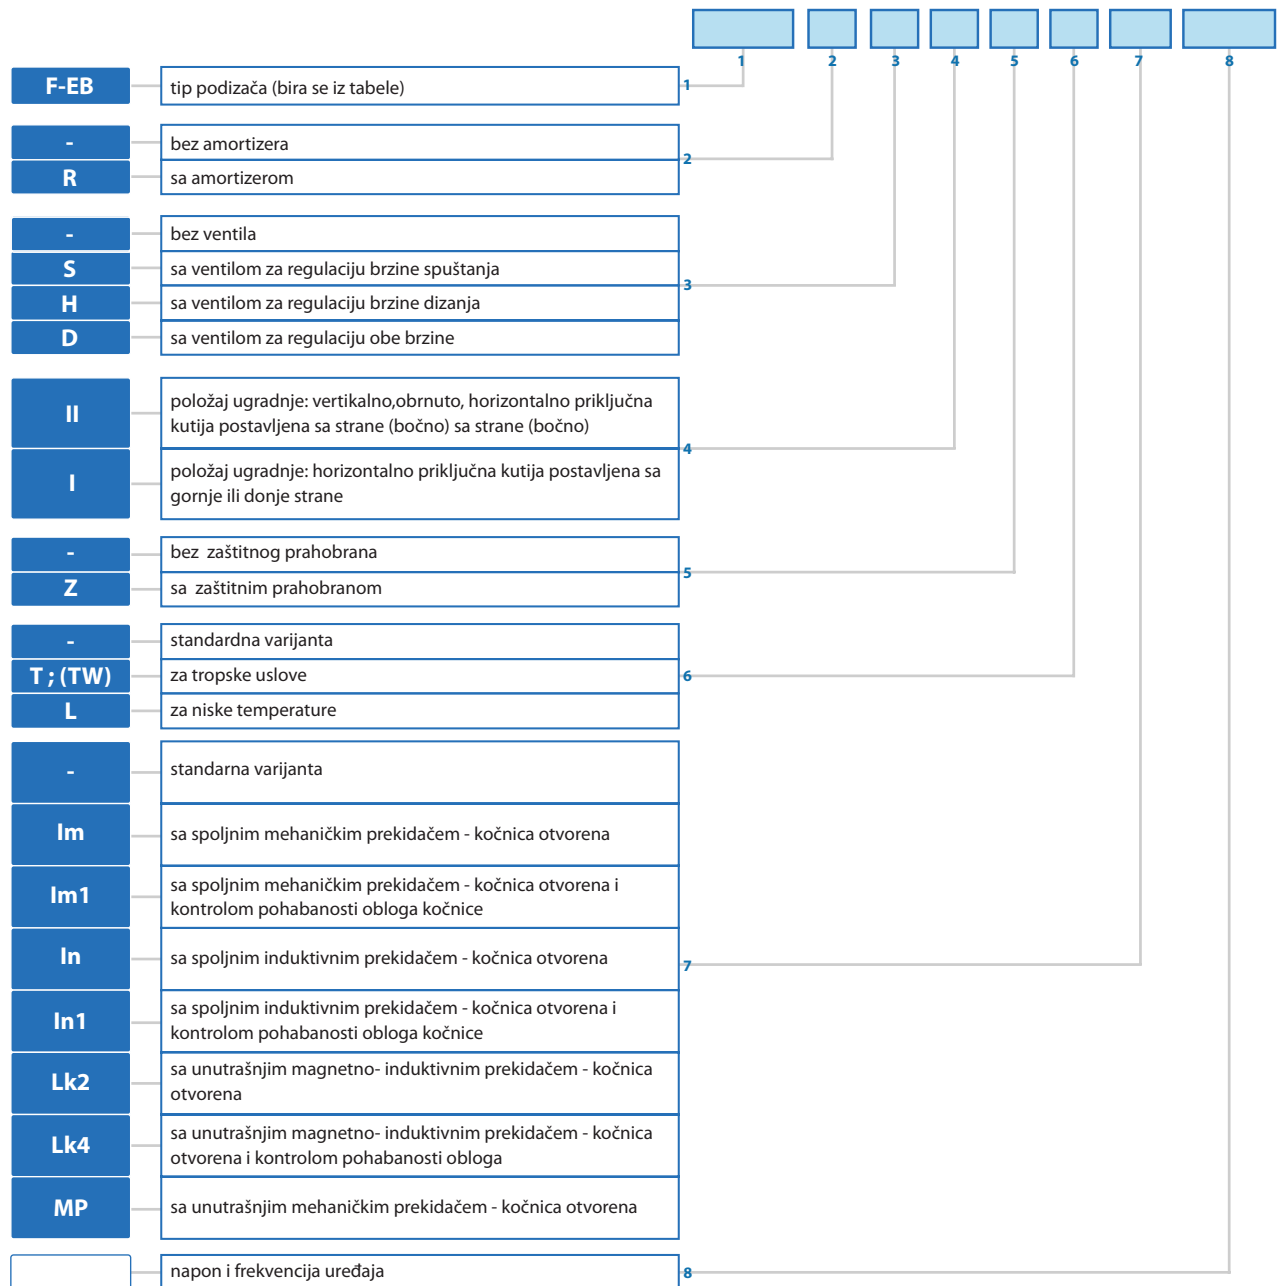 1 2 3 4 5 6 7 8
F-EB tip podizača (bira se iz tabele) 1
- bez amortizera
2
R sa amortizerom
- bez ventila
S sa ventilom za regulaciju brzine spuštanja
3
H sa ventilom za regulaciju brzine dizanja
D sa ventilom za regulaciju obe brzine
II položaj ugradnje: vertikalno,obrnuto, horizontalno priključna
kutija postavljena sa strane (bočno) sa strane (bočno)
4
I položaj ugradnje: horizontalno priključna kutija postavljena sa
gornje ili donje strane
- bez zaštitnog prahobrana
5
Z sa zaštitnim prahobranom
- standardna varijanta
T ; (TW) za tropske uslove 6
L za niske temperature
- standarna varijanta
Im sa spoljnim mehaničkim prekidačem - kočnica otvorena
Im1 sa spoljnim mehaničkim prekidačem - kočnica otvorena i
kontrolom pohabanosti obloga kočnice
In sa spoljnim induktivnim prekidačem - kočnica otvorena 7
In1 sa spoljnim induktivnim prekidačem - kočnica otvorena i
kontrolom pohabanosti obloga kočnice
Lk2 sa unutrašnjim magnetno- induktivnim prekidačem - kočnica
otvorena
Lk4 sa unutrašnjim magnetno- induktivnim prekidačem - kočnica
otvorena i kontrolom pohabanosti obloga
MP sa unutrašnjim mehaničkim prekidačem - kočnica otvorena
napon i frekvencija uređaja 8